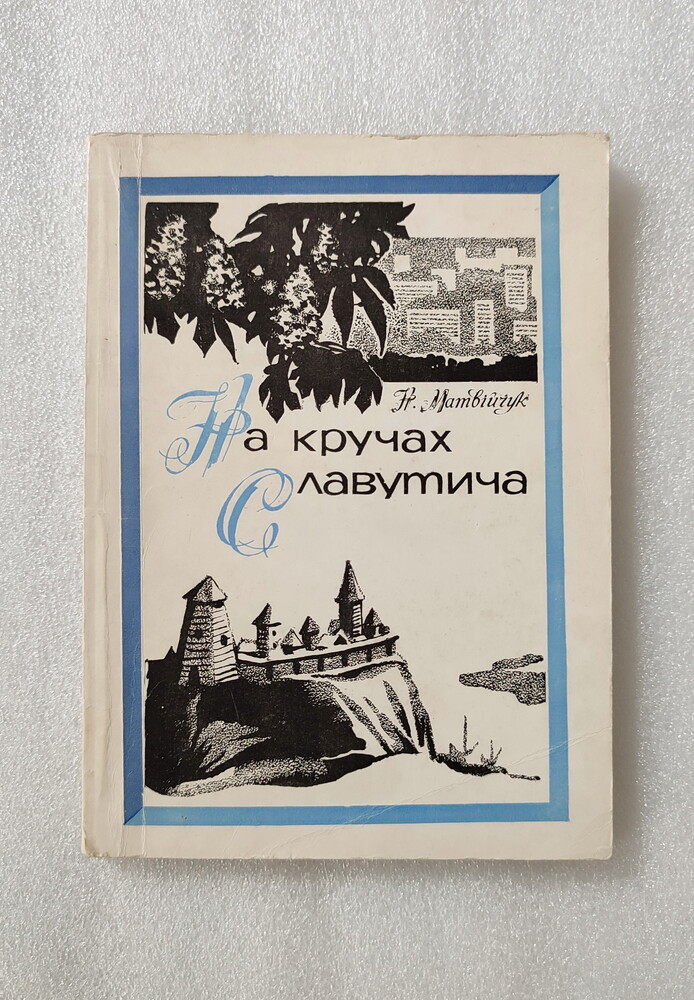 Н. Матвійчук
На кручах
Славутича